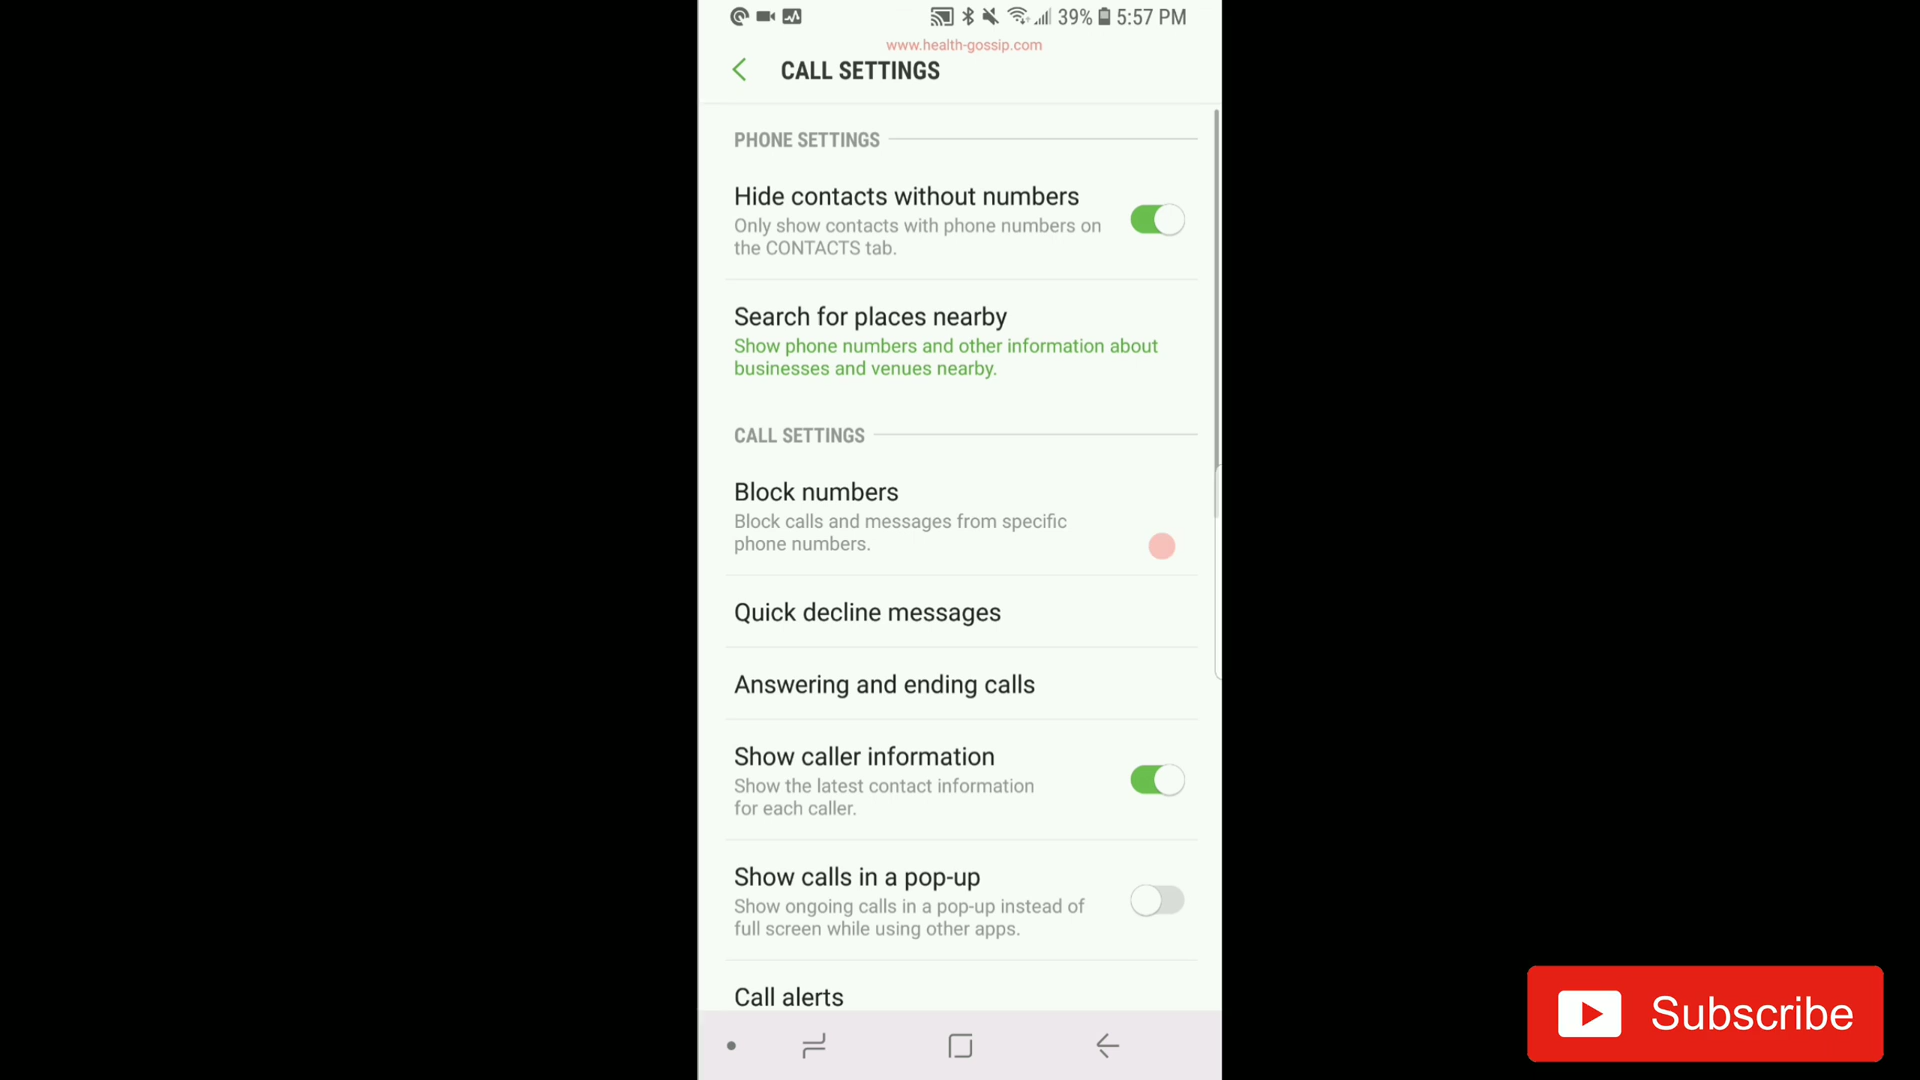 39% 5:57 PM
www.health-gossip.com
CALL SETTINGS
PHONE SETTINGS
Hide contacts without numbers
Only show contacts with phone numbers on
the CONTACTS tab.
Search for places nearby
Show phone numbers and other information about
businesses and venues nearby.
CALL SETTINGS
Block numbers
Block calls and messages from specific
phone numbers.
Quick decline messages
Answering and ending calls
Show caller information
Show the latest contact information
for each caller.
Show calls in a pop-up
Show ongoing calls in a pop-up instead of
full screen while using other apps.
Call alerts
Subscribe